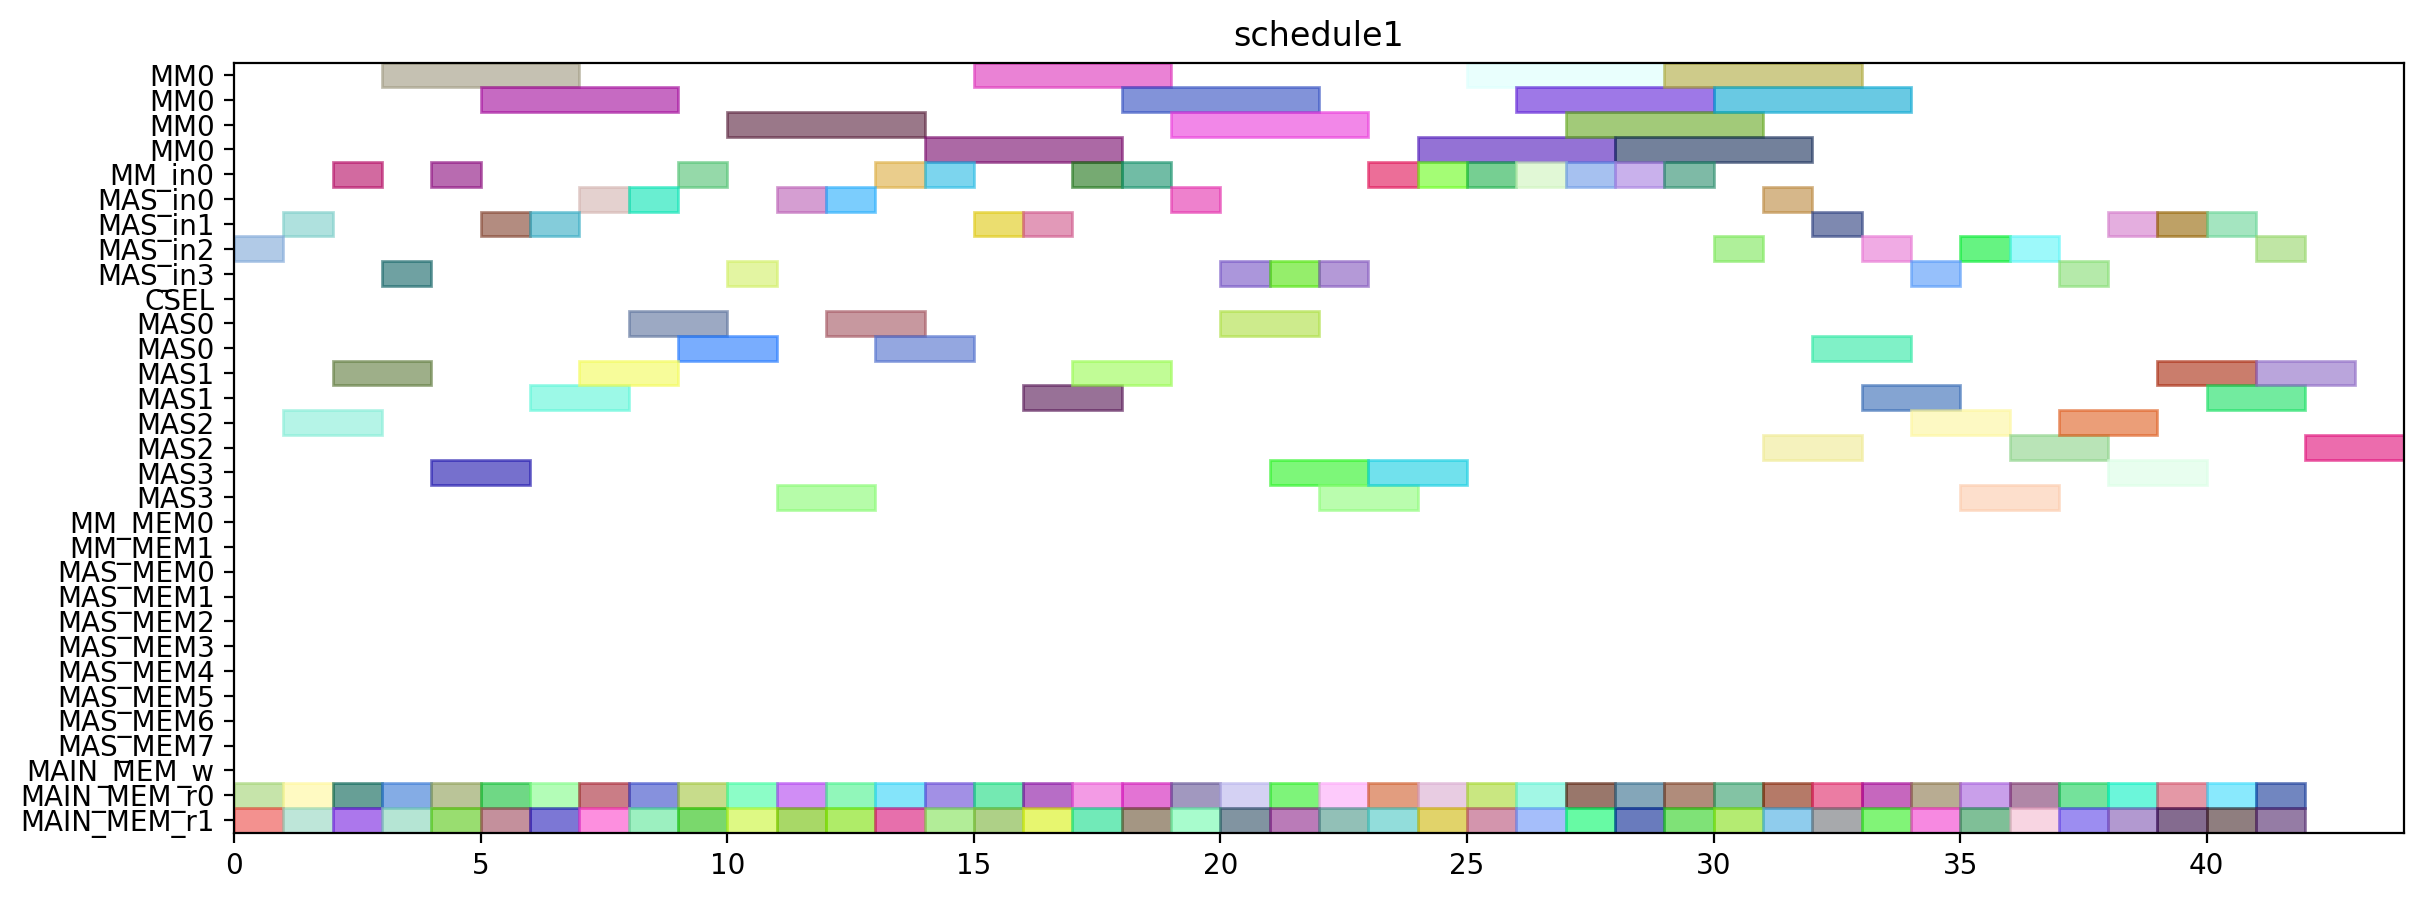 schedule1
MM0
MM0
MM0
MM0
MM_in0
MAS_in0
MAS_in1
MAS_in2
MAS_in3
CSEL
MAS0
MAS0
MAS1
MAS1
MAS2
MAS2
MAS3
MAS3
MM_MEM0
MM_MEM1
MAS_MEM0
MAS_MEM1
MAS_MEM2
MAS_MEM3
MAS_MEM4
MAS_MEM5
MAS_MEM6
MAS_MEM7
MAIN_MEM_w
MAIN_MEM_r0
MAIN_MEM_r1
0 5 10 15 20 25 30 35 40